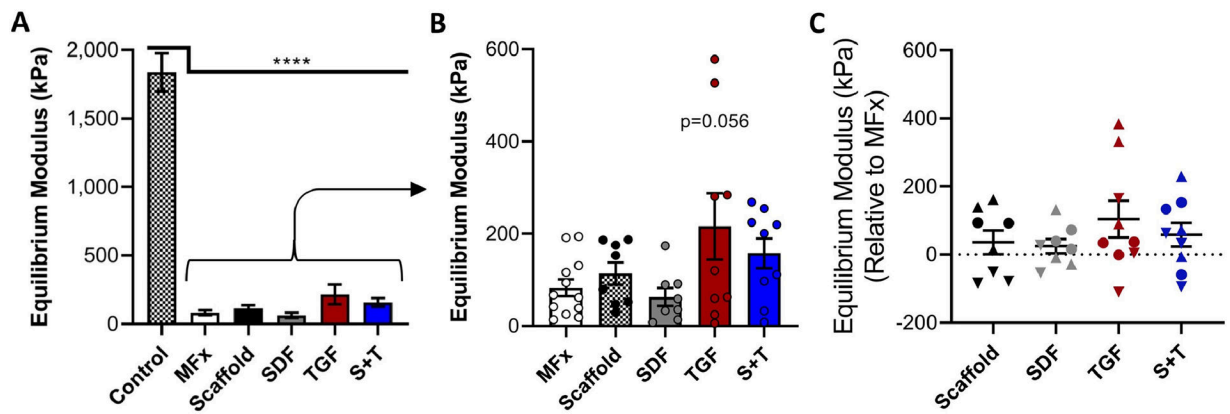 A
Equilibrium Modulus (kPa)
2,000
1,500
1,000
500
0
****
Control
MFx
Scaffold
SDF
TGF
S+T
B
Equilibrium Modulus (kPa)
600
400
200
0
p=0.056
MFx
Scaffold
SDF
TGF
S+T
C
Equilibrium Modulus (kPa)
(Relative to MFx)
600
400
200
0
-200
Scaffold
SDF
TGF
S+T